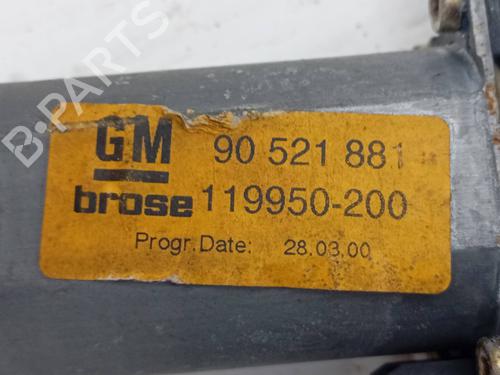 GM 90 521 881
brose 119950-200
Progr.Date: 28.03.00
B-PARTS